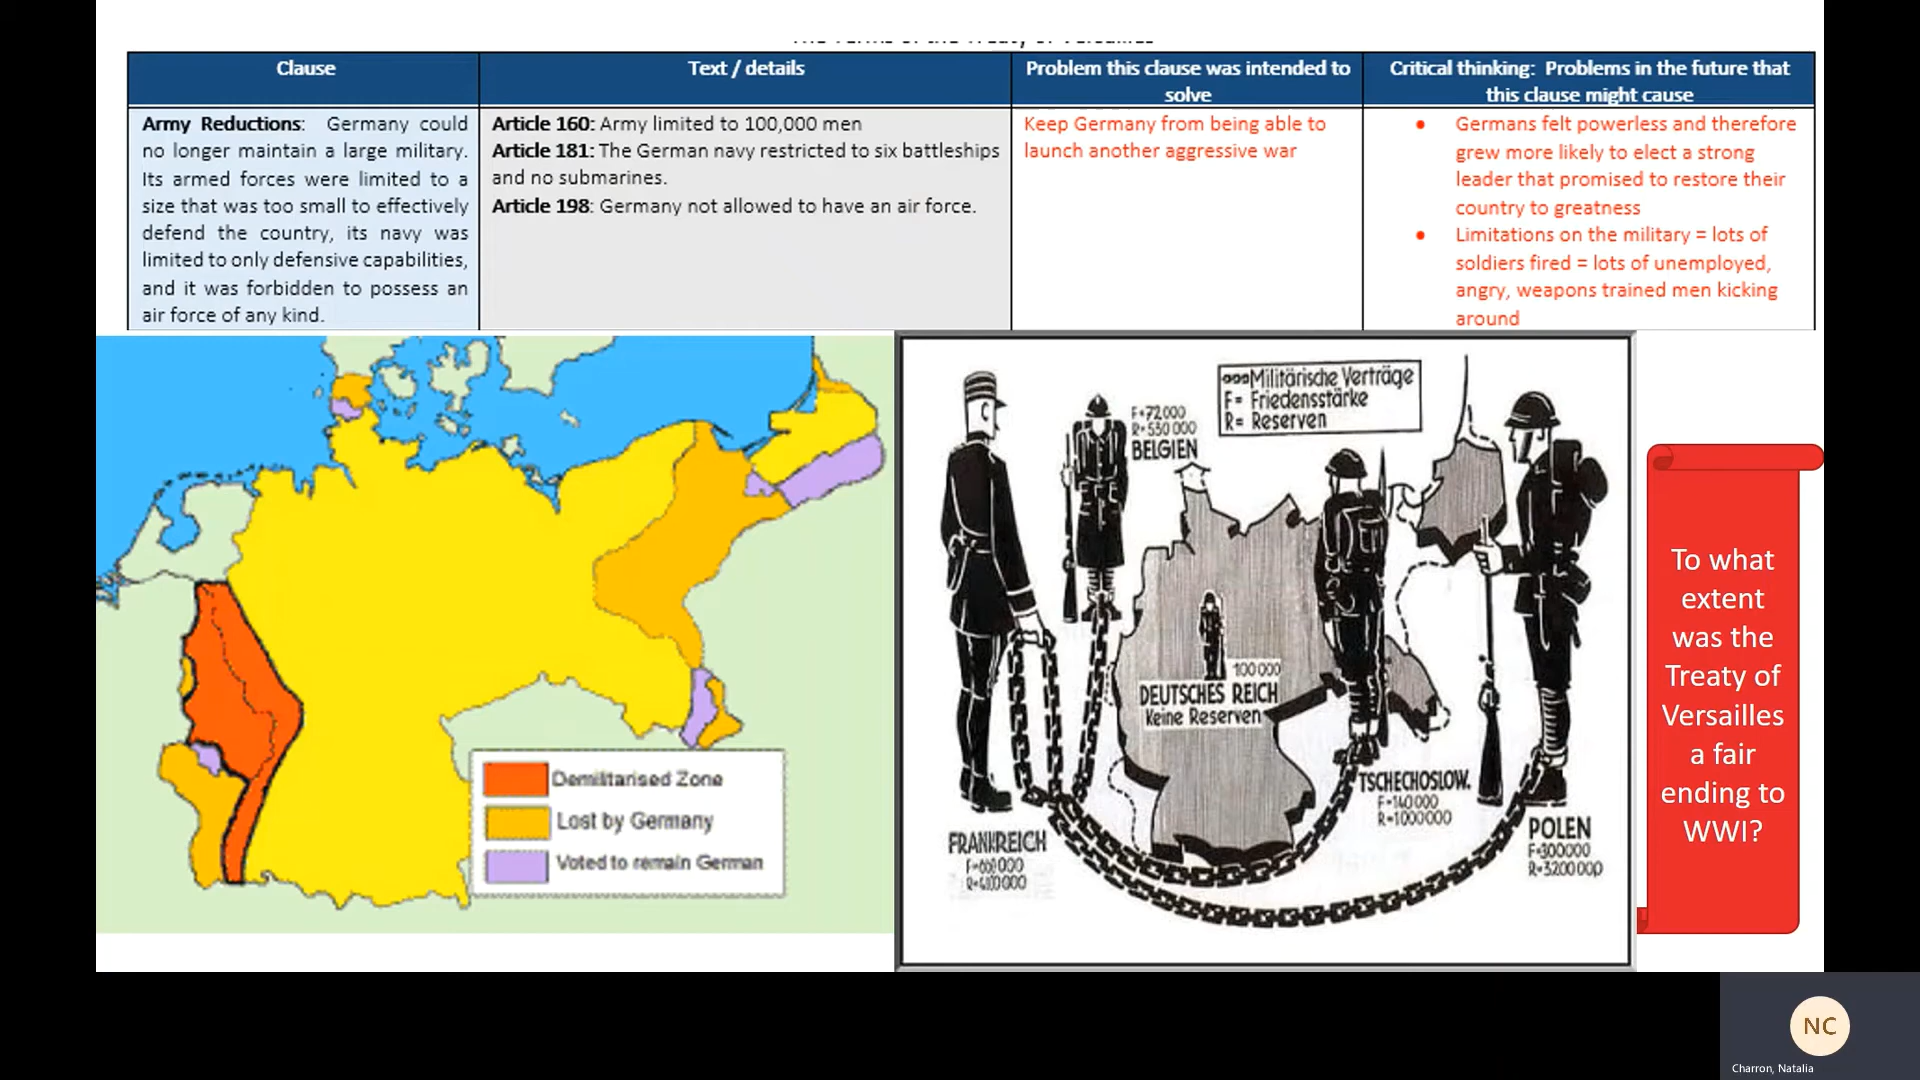 The Terms of the Treaty of Versailles
Clause
Text / details
Problem this clause was intended to
solve
Critical thinking:  Problems in the future that
this clause might cause
Army Reductions:  Germany could
no longer maintain a large military.
Its armed forces were limited to a
size that was too small to effectively
defend the country, its navy was
limited to only defensive capabilities,
and it was forbidden to possess an
air force of any kind.
Article 160: Army limited to 100,000 men
Article 181: The German navy restricted to six battleships
and no submarines.
Article 198: Germany not allowed to have an air force.
Keep Germany from being able to
launch another aggressive war
• Germans felt powerless and therefore
grew more likely to elect a strong
leader that promised to restore their
country to greatness
• Limitations on the military = lots of
soldiers fired = lots of unemployed,
angry, weapons trained men kicking
around
Demilitarised Zone
Lost by Germany
Voted to remain German
Militärische Verträge
F= Friedensstärke
R= Reserven
F=72000
R=550000
BELGIEN
100000
DEUTSCHES REICH
Keine Reserven
TSCHECHOSLOW.
F=140000
R=1000000
FRANKREICH
POLEN
F=300000
R=3200000
To what
extent
was the
Treaty of
Versailles
a fair
ending to
WWI?
NC
Charron, Natalia